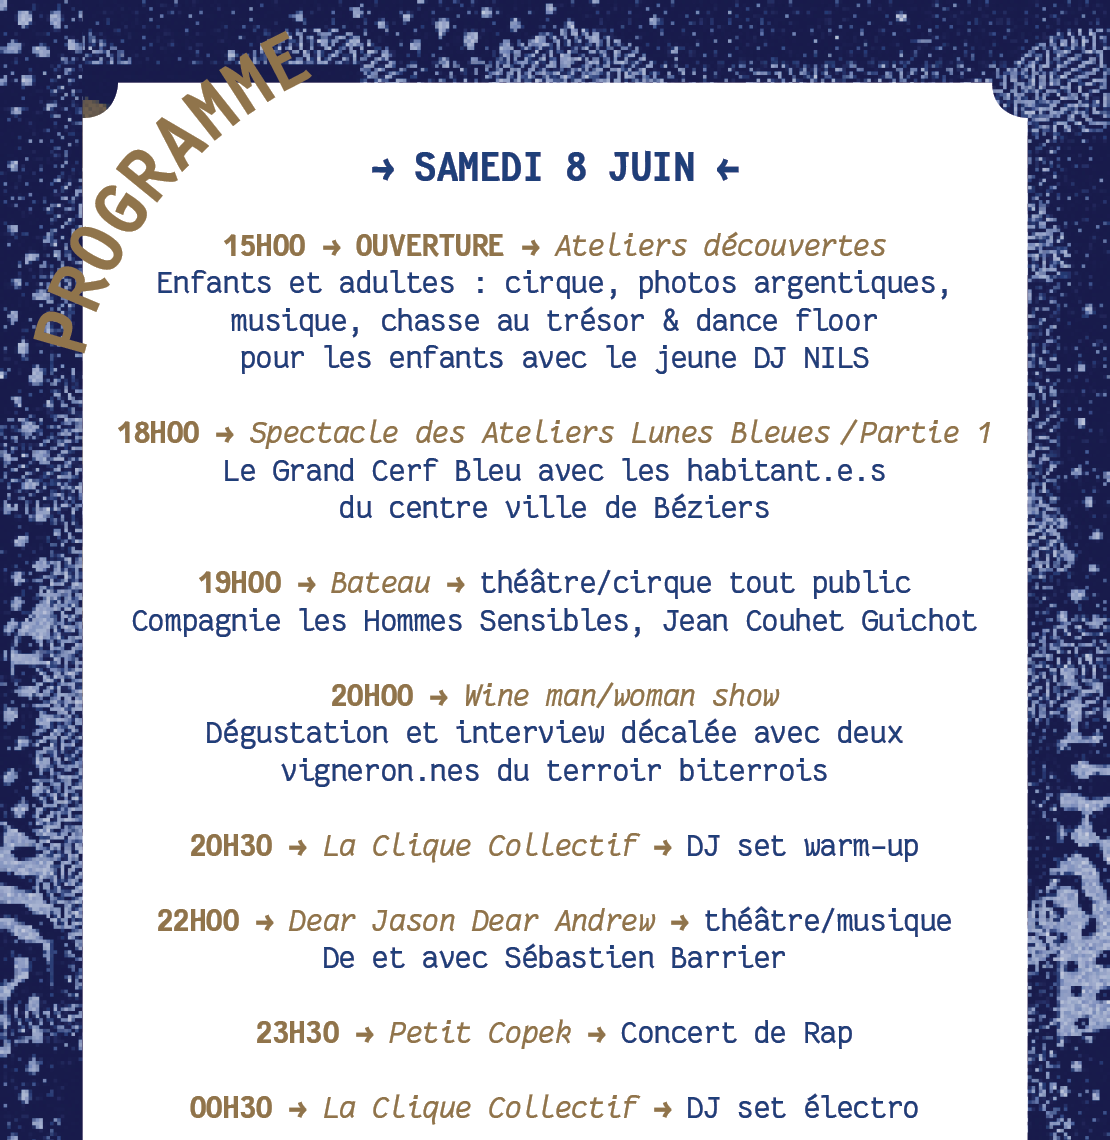 PROGRAMME
→ SAMEDI 8 JUIN ←
15H00 → OUVERTURE → Ateliers découvertes
Enfants et adultes : cirque, photos argentiques,
musique, chasse au trésor & dance floor
pour les enfants avec le jeune DJ NILS
18H00 → Spectacle des Ateliers Lunes Bleues /Partie 1
Le Grand Cerf Bleu avec les habitant.e.s
du centre ville de Béziers
19H00 → Bateau → théâtre/cirque tout public
Compagnie les Hommes Sensibles, Jean Couhet Guichot
20H00 → Wine man/woman show
Dégustation et interview décalée avec deux
vigneron.nes du terroir biterrois
20H30 → La Clique Collectif → DJ set warm-up
22H00 → Dear Jason Dear Andrew → théâtre/musique
De et avec Sébastien Barrier
23H30 → Petit Copek → Concert de Rap
00H30 → La Clique Collectif → DJ set électro